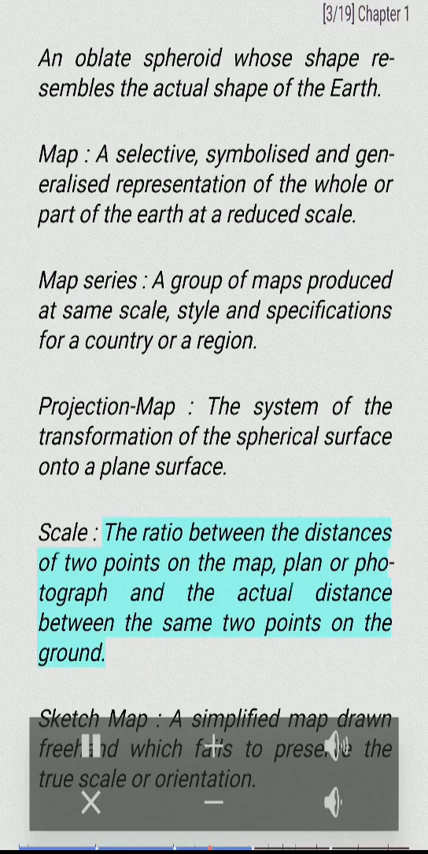 [3/19] Chapter 1
An oblate spheroid whose shape re-
sembles the actual shape of the Earth.
Map : A selective, symbolised and gen-
eralised representation of the whole or
part of the earth at a reduced scale.
Map series : A group of maps produced
at same scale, style and specifications
for a country or a region.
Projection-Map : The system of the
transformation of the spherical surface
onto a plane surface.
Scale : The ratio between the distances
of two points on the map, plan or pho-
tograph and the actual distance
between the same two points on the
ground.
Sketch Map : A simplified map drawn
freehand which fails to preserve the
true scale or orientation.